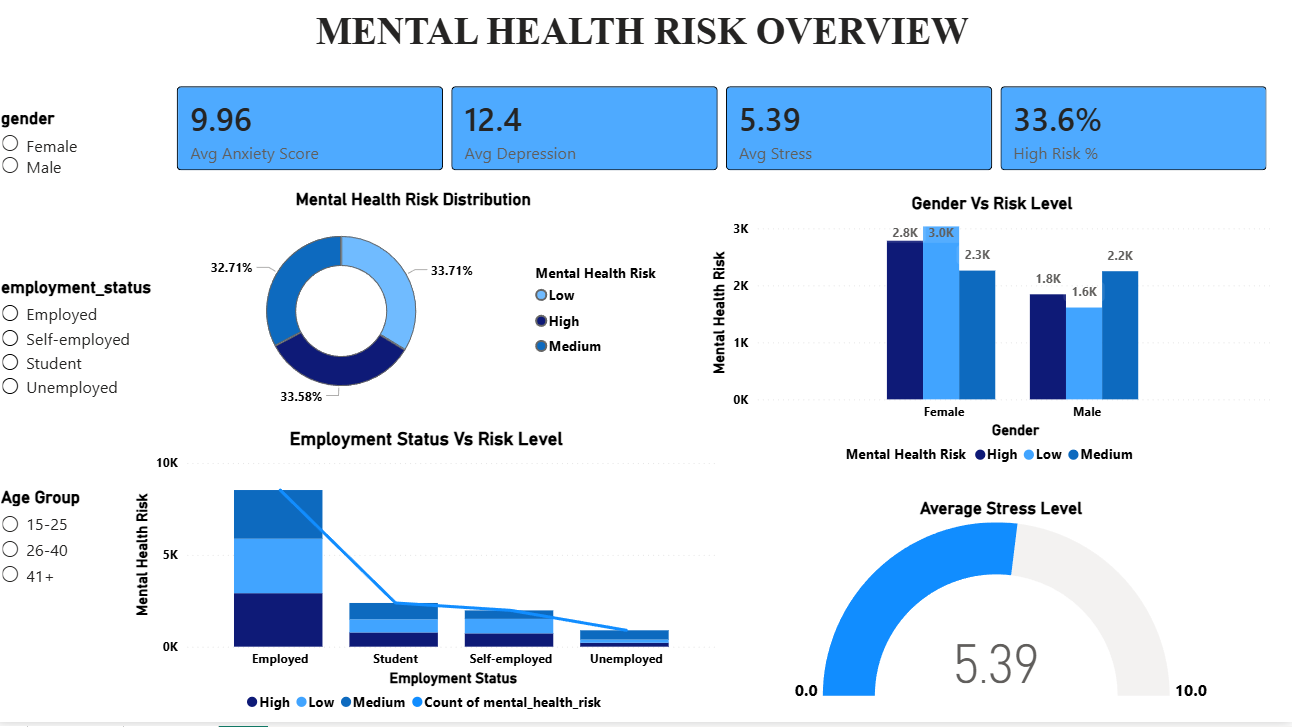 MENTAL HEALTH RISK OVERVIEW
gender
Female
Male
9.96
Avg Anxiety Score
12.4
Avg Depression
5.39
Avg Stress
33.6%
High Risk %
employment_status
Employed
Self-employed
Student
Unemployed
Age Group
15-25
26-40
41+
Mental Health Risk Distribution
32.71%
33.71%
33.58%
Mental Health Risk
Low
High
Medium
Gender Vs Risk Level
Mental Health Risk
3K
2K
1K
0K
2.8K
3.0K
2.3K
1.8K
1.6K
2.2K
Female
Male
Gender
Mental Health Risk High Low Medium
Employment Status Vs Risk Level
Mental Health Risk
10K
5K
0K
Employed
Student
Self-employed
Unemployed
Employment Status
High Low Medium Count of mental_health_risk
Average Stress Level
5.39
0.0
10.0